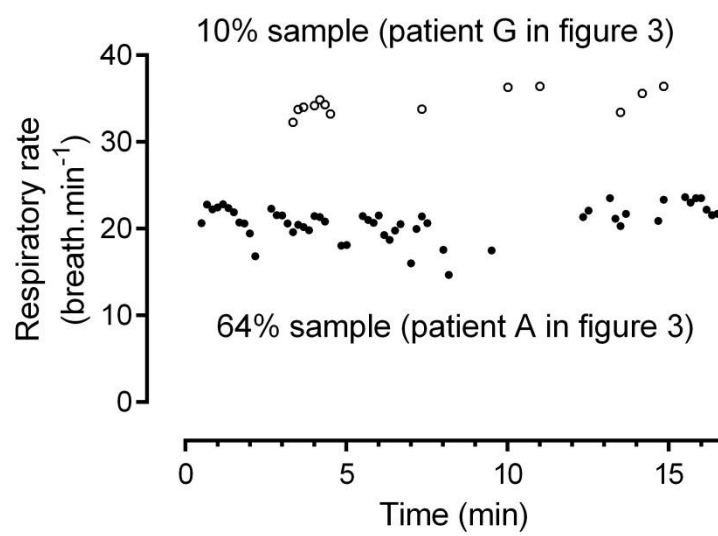 10% sample (patient G in figure 3)
40
30
20
10
0
Respiratory rate
(breath.min⁻¹)
64% sample (patient A in figure 3)
0
5
10
15
Time (min)